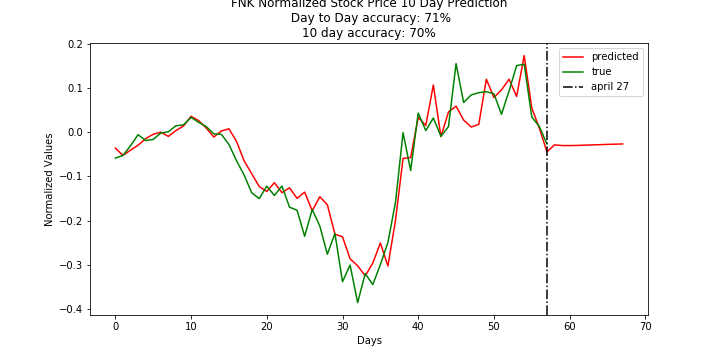 FNK Normalized Stock Price 10 Day Prediction
Day to Day accuracy: 71%
10 day accuracy: 70%
predicted
true
april 27
Normalized Values
0.2
0.1
0.0
−0.1
−0.2
−0.3
−0.4
0 10 20 30 40 50 60 70
Days